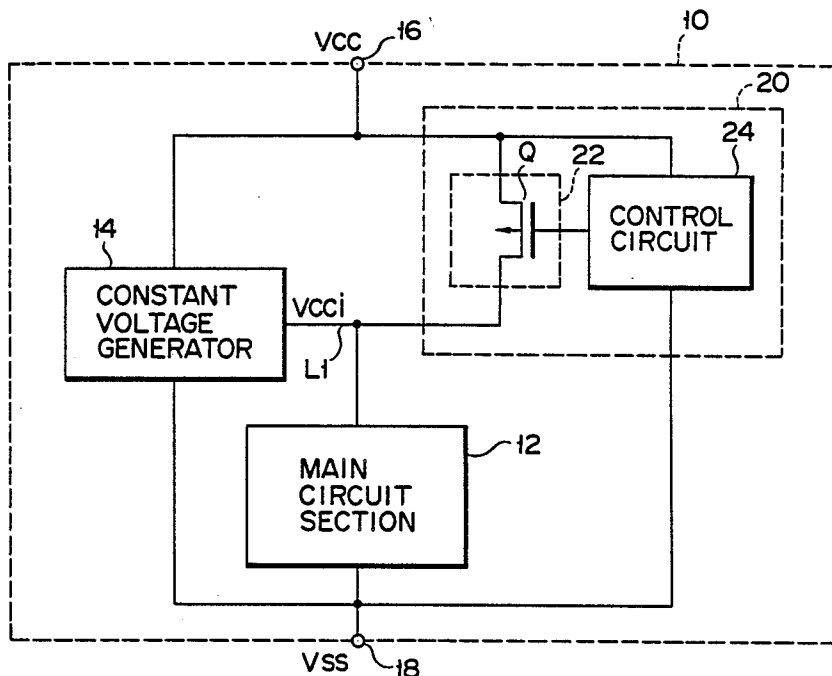 VCC
16
10
20
24
Q
22
CONTROL
CIRCUIT
14
CONSTANT
VOLTAGE
GENERATOR
VCCi
L1
12
MAIN
CIRCUIT
SECTION
VSS
18